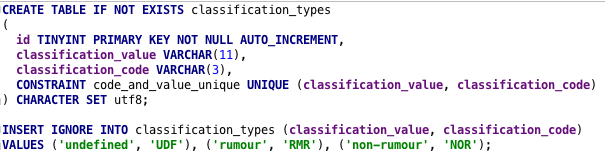 CREATE TABLE IF NOT EXISTS classification_types
(
id TINYINT PRIMARY KEY NOT NULL AUTO_INCREMENT,
classification_value VARCHAR(11),
classification_code VARCHAR(3),
CONSTRAINT code_and_value_unique UNIQUE (classification_value, classification_code)
) CHARACTER SET utf8;
INSERT IGNORE INTO classification_types (classification_value, classification_code)
VALUES ('undefined', 'UDF'), ('rumour', 'RMR'), ('non-rumour', 'NOR');